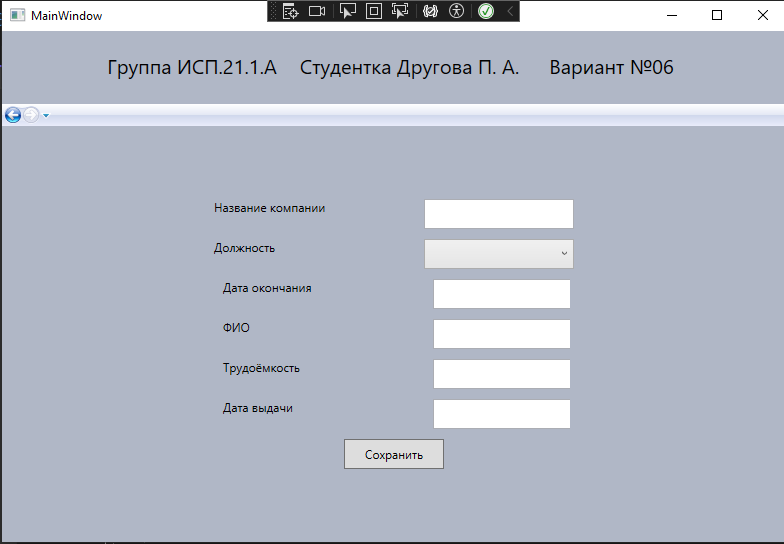 MainWindow
Группа ИСП.21.1.А Студентка Другова П. А. Вариант №06
Название компании
Должность
Дата окончания
ФИО
Трудоёмкость
Дата выдачи
Сохранить